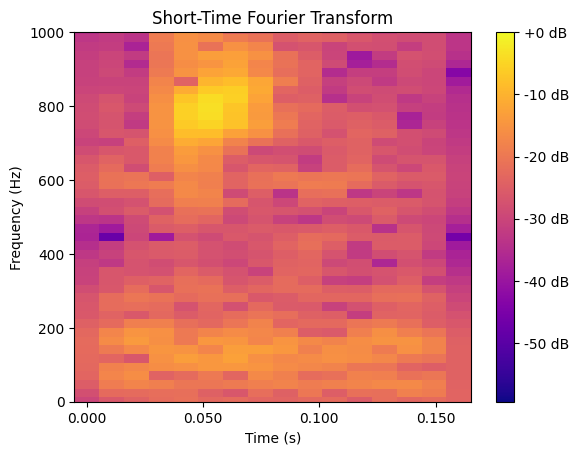 Short-Time Fourier Transform
1000
800
600
400
200
0
Frequency (Hz)
0.000
0.050
0.100
0.150
Time (s)
+0 dB
-10 dB
-20 dB
-30 dB
-40 dB
-50 dB